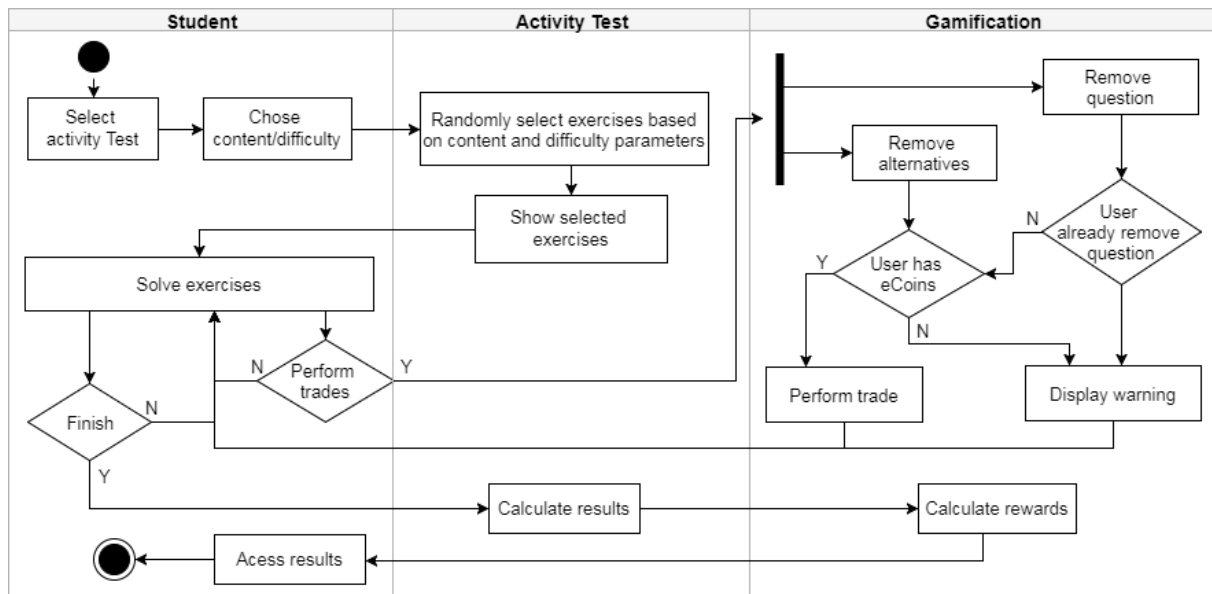 Student
Activity Test
Gamification
Select
activity Test
Chose
content/difficulty
Randomly select exercises based
on content and difficulty parameters
Remove
question
Remove
alternatives
Show selected
exercises
N
User
already remove
question
Y
User has
eCoins
Solve exercises
N
N
Perform
trades
Y
Perform trade
Display warning
Finish
N
Y
Calculate results
Calculate rewards
Acess results